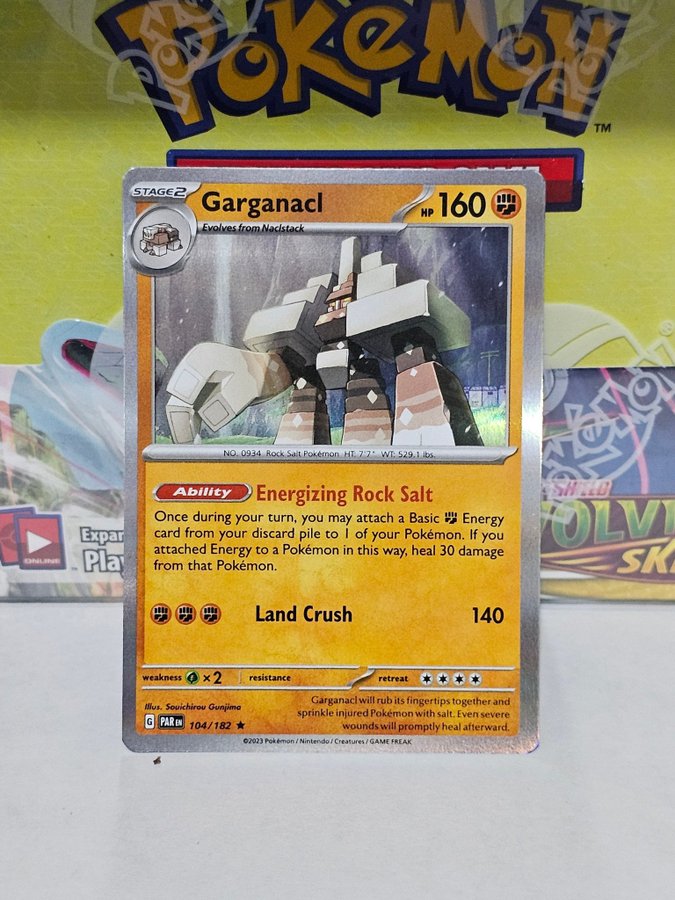 POKéMON
TM
STAGE2
Garganacl
HP 160
Evolves from Naclstack
NO. 0934 Rock Salt Pokémon HT: 7'7" WT: 529.1 lbs.
Ability Energizing Rock Salt
Once during your turn, you may attach a Basic Energy
card from your discard pile to 1 of your Pokémon. If you
attached Energy to a Pokémon in this way, heal 30 damage
from that Pokémon.
Land Crush 140
weakness ×2 resistance retreat
Illus. Souichirou Gunjima
G PAR EN 104/182 ★
Garganacl will rub its fingertips together and
sprinkle injured Pokémon with salt. Even severe
wounds will promptly heal afterward.
©2023 Pokémon / Nintendo / Creatures / GAME FREAK
ONLINE
SHIELD